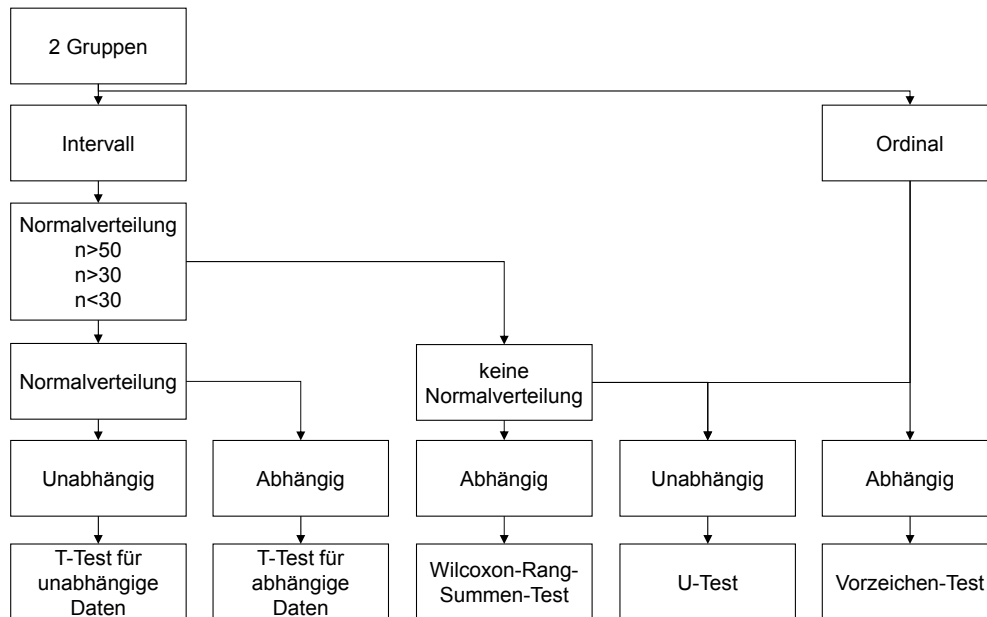 2 Gruppen
Intervall
Ordinal
Normalverteilung
n>50
n>30
n<30
Normalverteilung
keine
Normalverteilung
Unabhängig
Abhängig
Abhängig
Unabhängig
Abhängig
T-Test für
unabhängige
Daten
T-Test für
abhängige
Daten
Wilcoxon-Rang-
Summen-Test
U-Test
Vorzeichen-Test